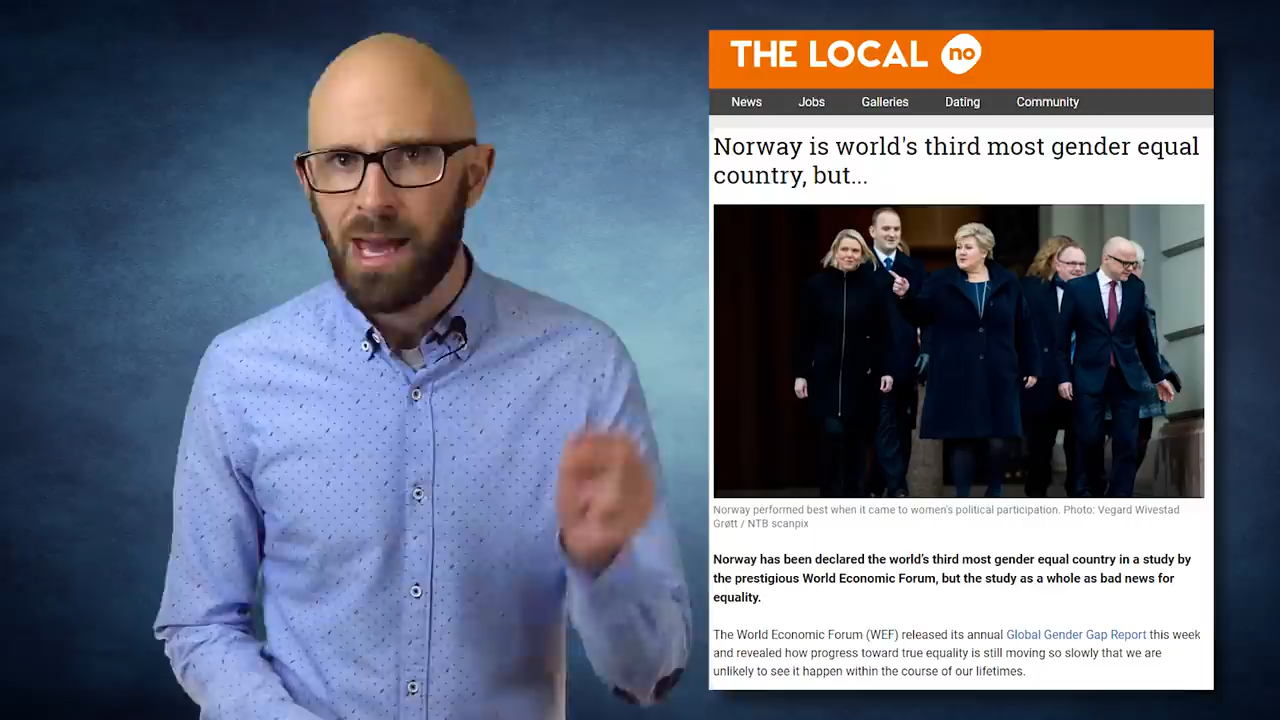 THE LOCAL no
News Jobs Galleries Dating Community
Norway is world's third most gender equal
country, but...
Norway performed best when it came to women's political participation. Photo: Vegard Wivestad
Grøtt / NTB scanpix
Norway has been declared the world's third most gender equal country in a study by
the prestigious World Economic Forum, but the study as a whole as bad news for
equality.
The World Economic Forum (WEF) released its annual Global Gender Gap Report this week
and revealed how progress toward true equality is still moving so slowly that we are
unlikely to see it happen within the course of our lifetimes.